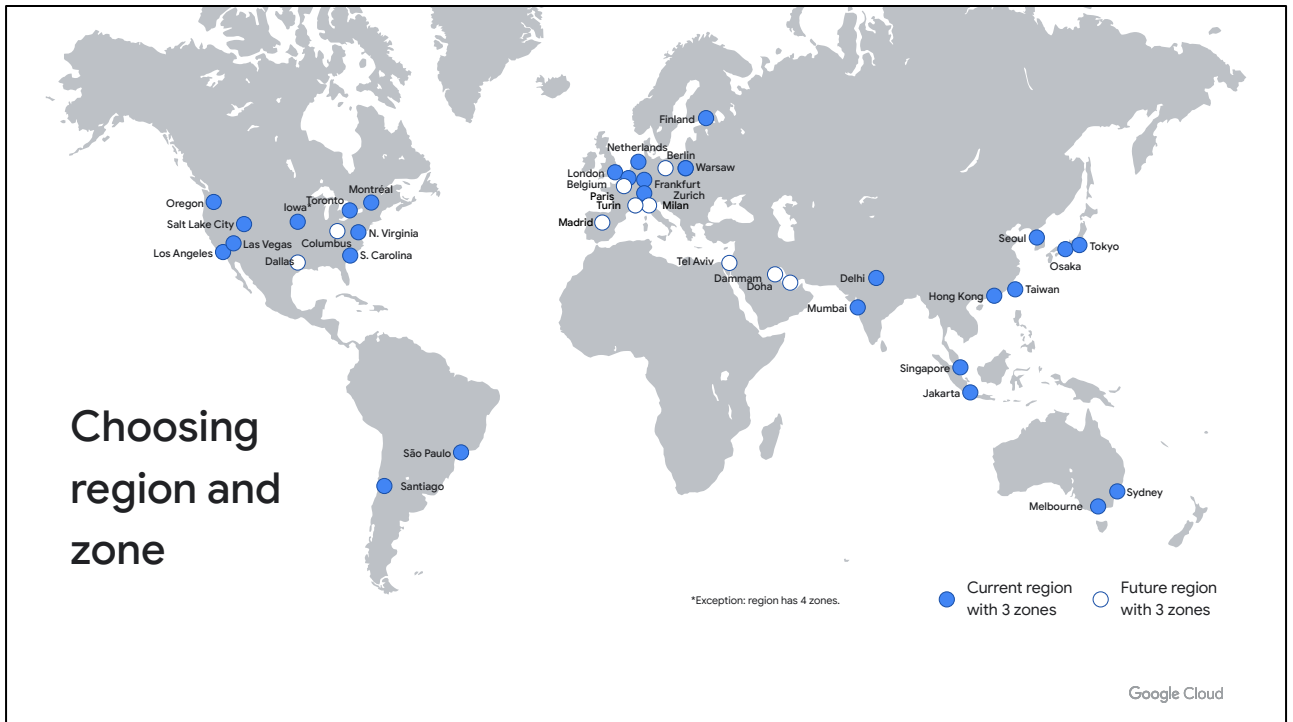 Finland
Netherlands
Berlin
Warsaw
London
Belgium
Frankfurt
Paris
Zurich
Turin
Milan
Madrid
Montréal
Toronto
Oregon
Iowa*
Salt Lake City
N. Virginia
Columbus
Las Vegas
Los Angeles
S. Carolina
Dallas
Tel Aviv
Dammam
Doha
Delhi
Mumbai
Seoul
Tokyo
Osaka
Taiwan
Hong Kong
Singapore
Jakarta
São Paulo
Santiago
Sydney
Melbourne
Choosing
region and
zone
*Exception: region has 4 zones.
Current region
with 3 zones
Future region
with 3 zones
Google Cloud